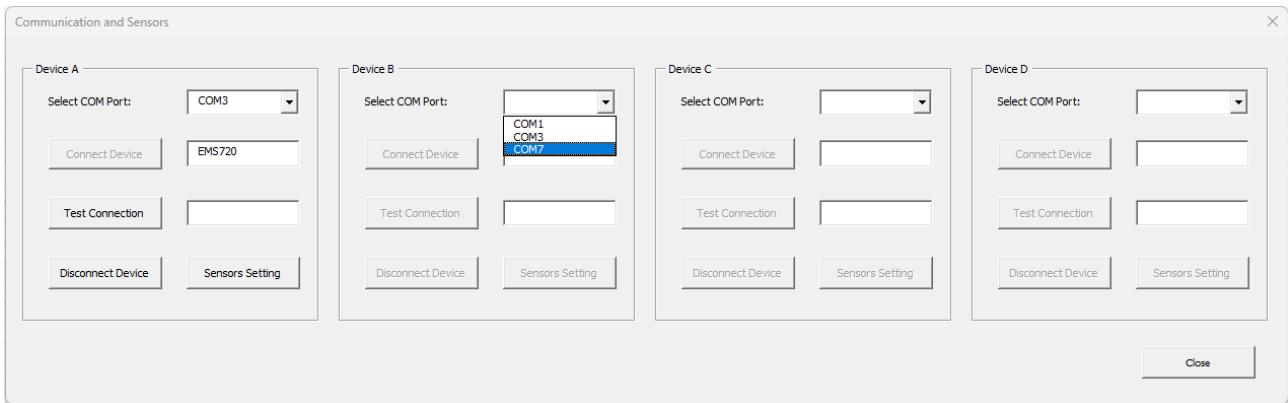 Communication and Sensors
Device A
Select COM Port:
COM3
Connect Device
EMS720
Test Connection
Disconnect Device
Sensors Setting
Device B
Select COM Port:
COM1
COM3
COM7
Connect Device
Test Connection
Disconnect Device
Sensors Setting
Device C
Select COM Port:
Connect Device
Test Connection
Disconnect Device
Sensors Setting
Device D
Select COM Port:
Connect Device
Test Connection
Disconnect Device
Sensors Setting
Close